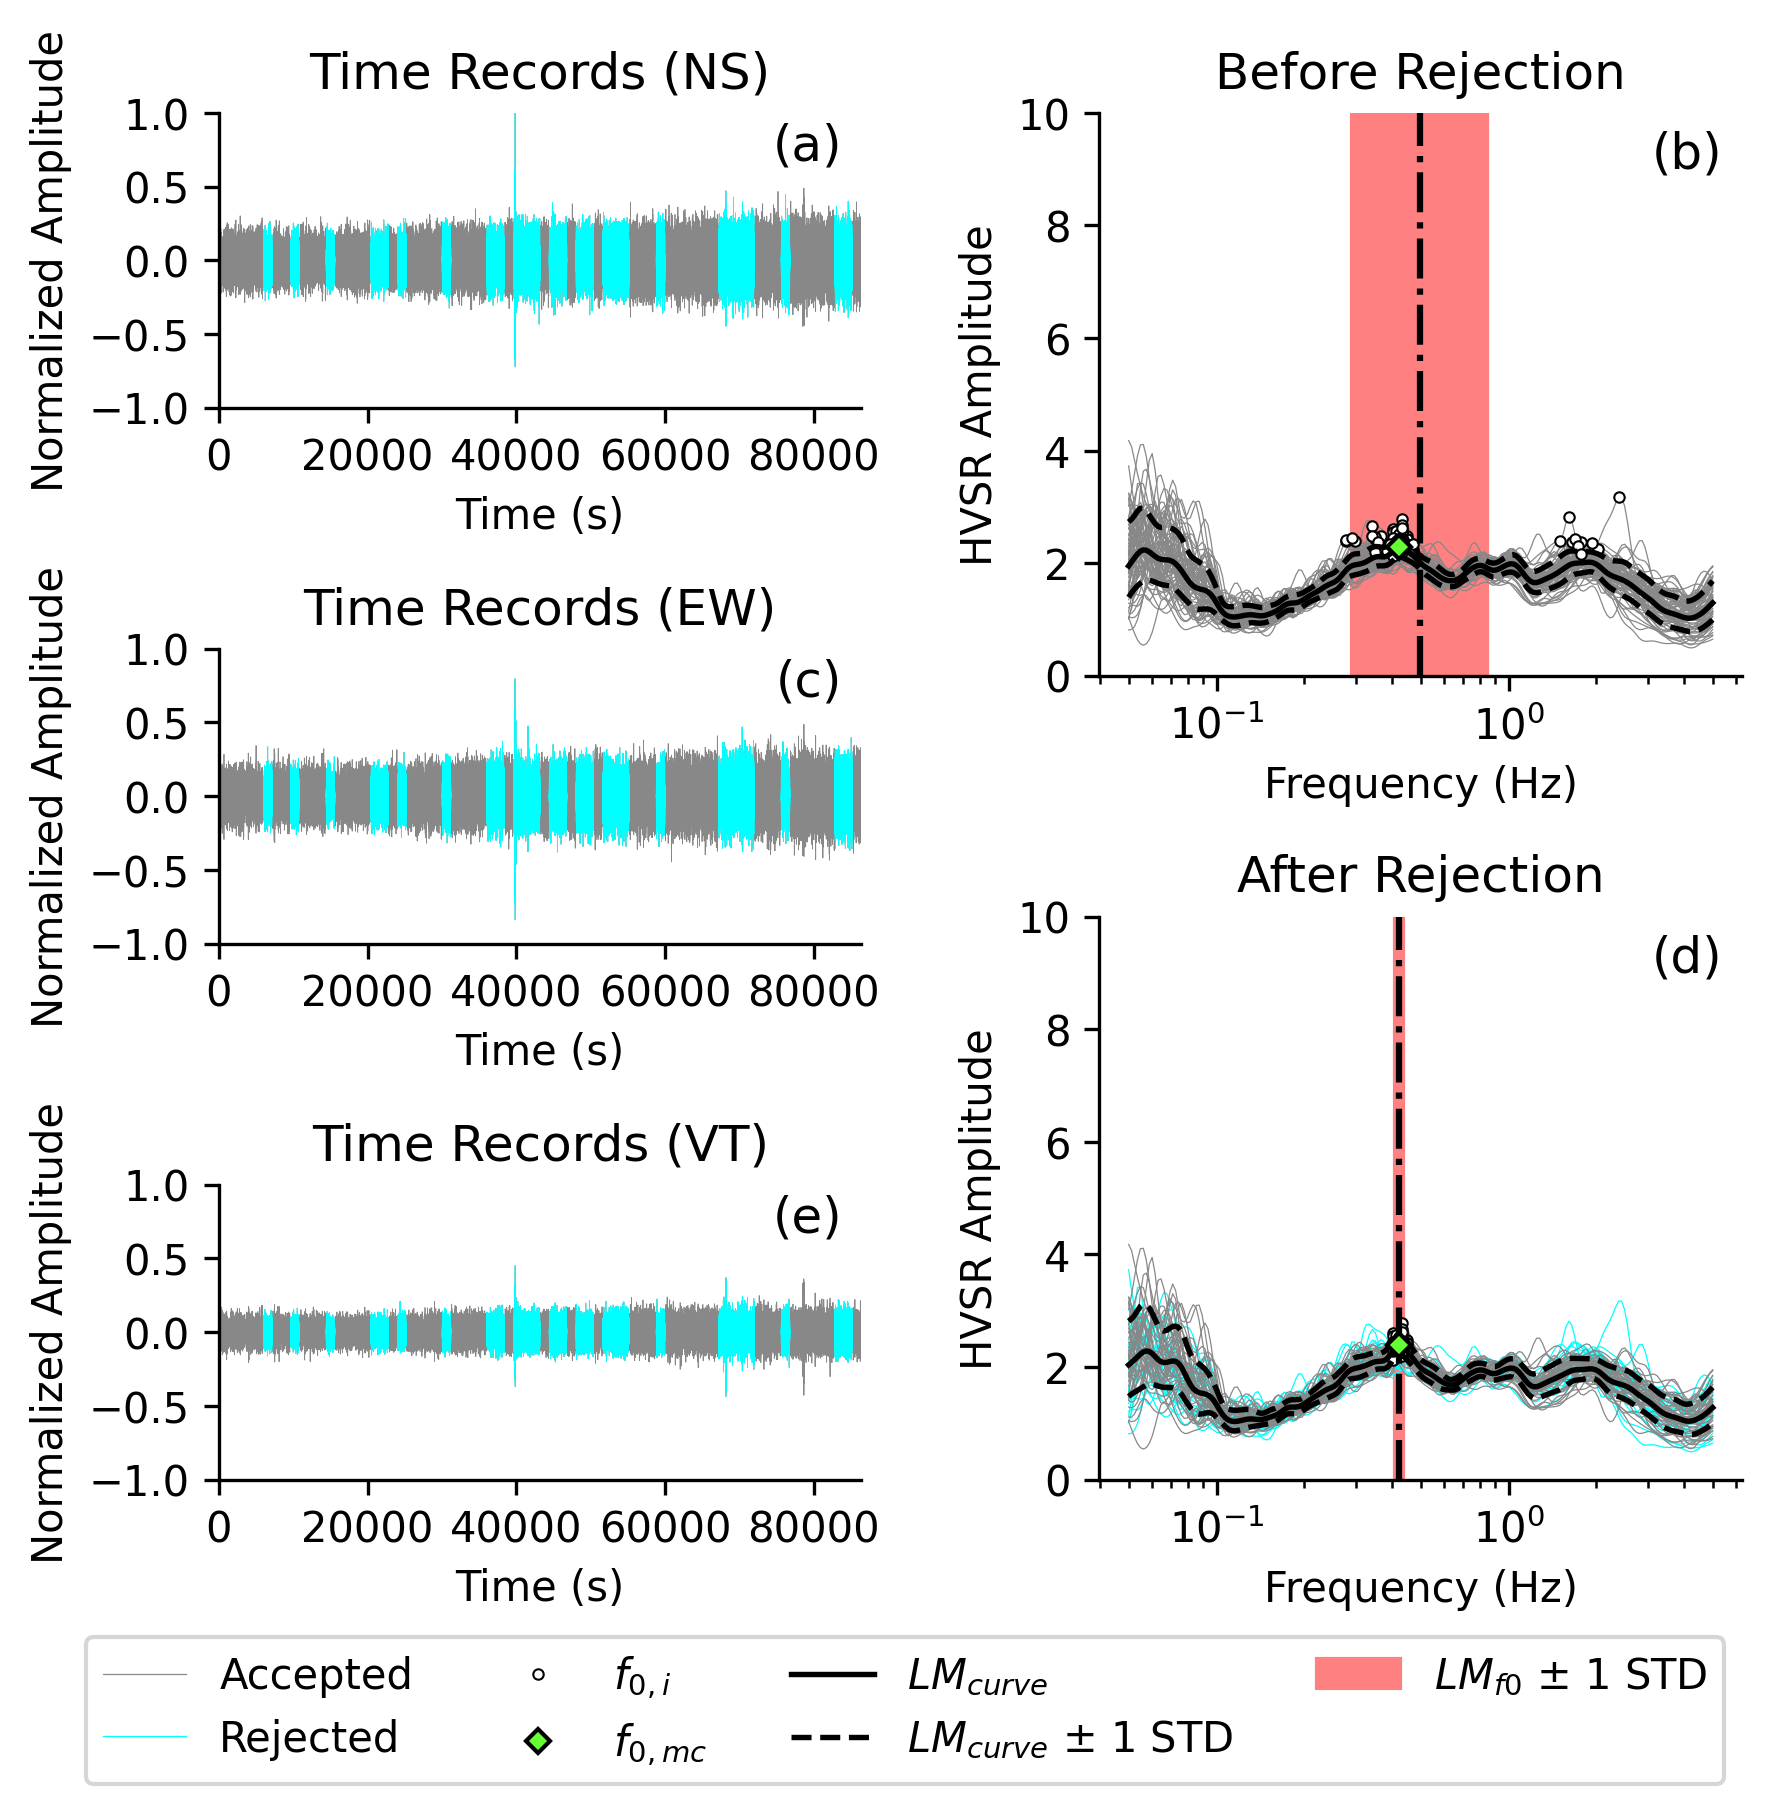 Time Records (NS)
Normalized Amplitude
1.0
0.5
0.0
−0.5
−1.0
(a)
0 20000 40000 60000 80000
Time (s)
Before Rejection
HVSR Amplitude
10
8
6
4
2
0
(b)
10⁻¹ 10⁰
Frequency (Hz)
Time Records (EW)
Normalized Amplitude
1.0
0.5
0.0
−0.5
−1.0
(c)
0 20000 40000 60000 80000
Time (s)
After Rejection
HVSR Amplitude
10
8
6
4
2
0
(d)
10⁻¹ 10⁰
Frequency (Hz)
Time Records (VT)
Normalized Amplitude
1.0
0.5
0.0
−0.5
−1.0
(e)
0 20000 40000 60000 80000
Time (s)
Accepted
Rejected
f0,i
f0,mc
LMcurve
LMcurve ± 1 STD
LMf0 ± 1 STD